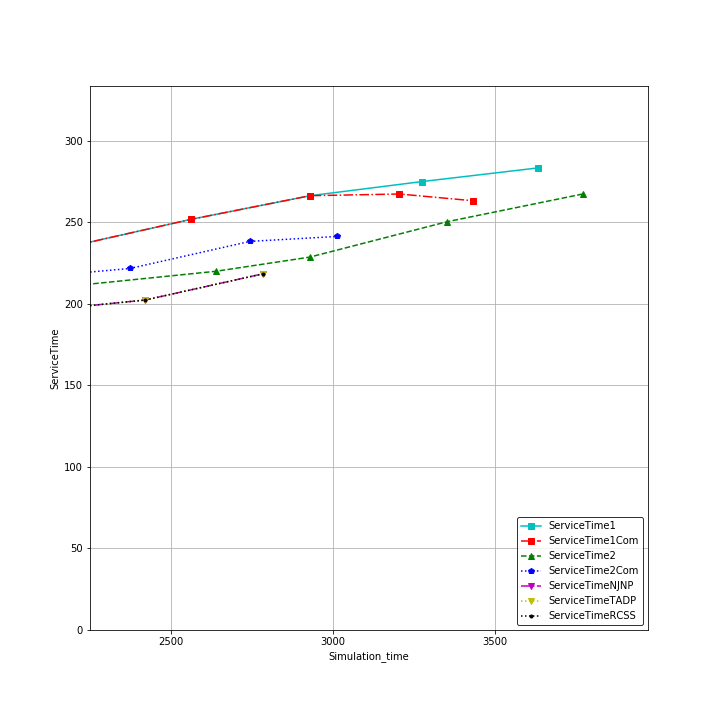 300
250
200
150
100
50
0
ServiceTime
2500
3000
3500
Simulation_time
ServiceTime1
ServiceTime1Com
ServiceTime2
ServiceTime2Com
ServiceTimeNJNP
ServiceTimeTADP
ServiceTimeRCSS